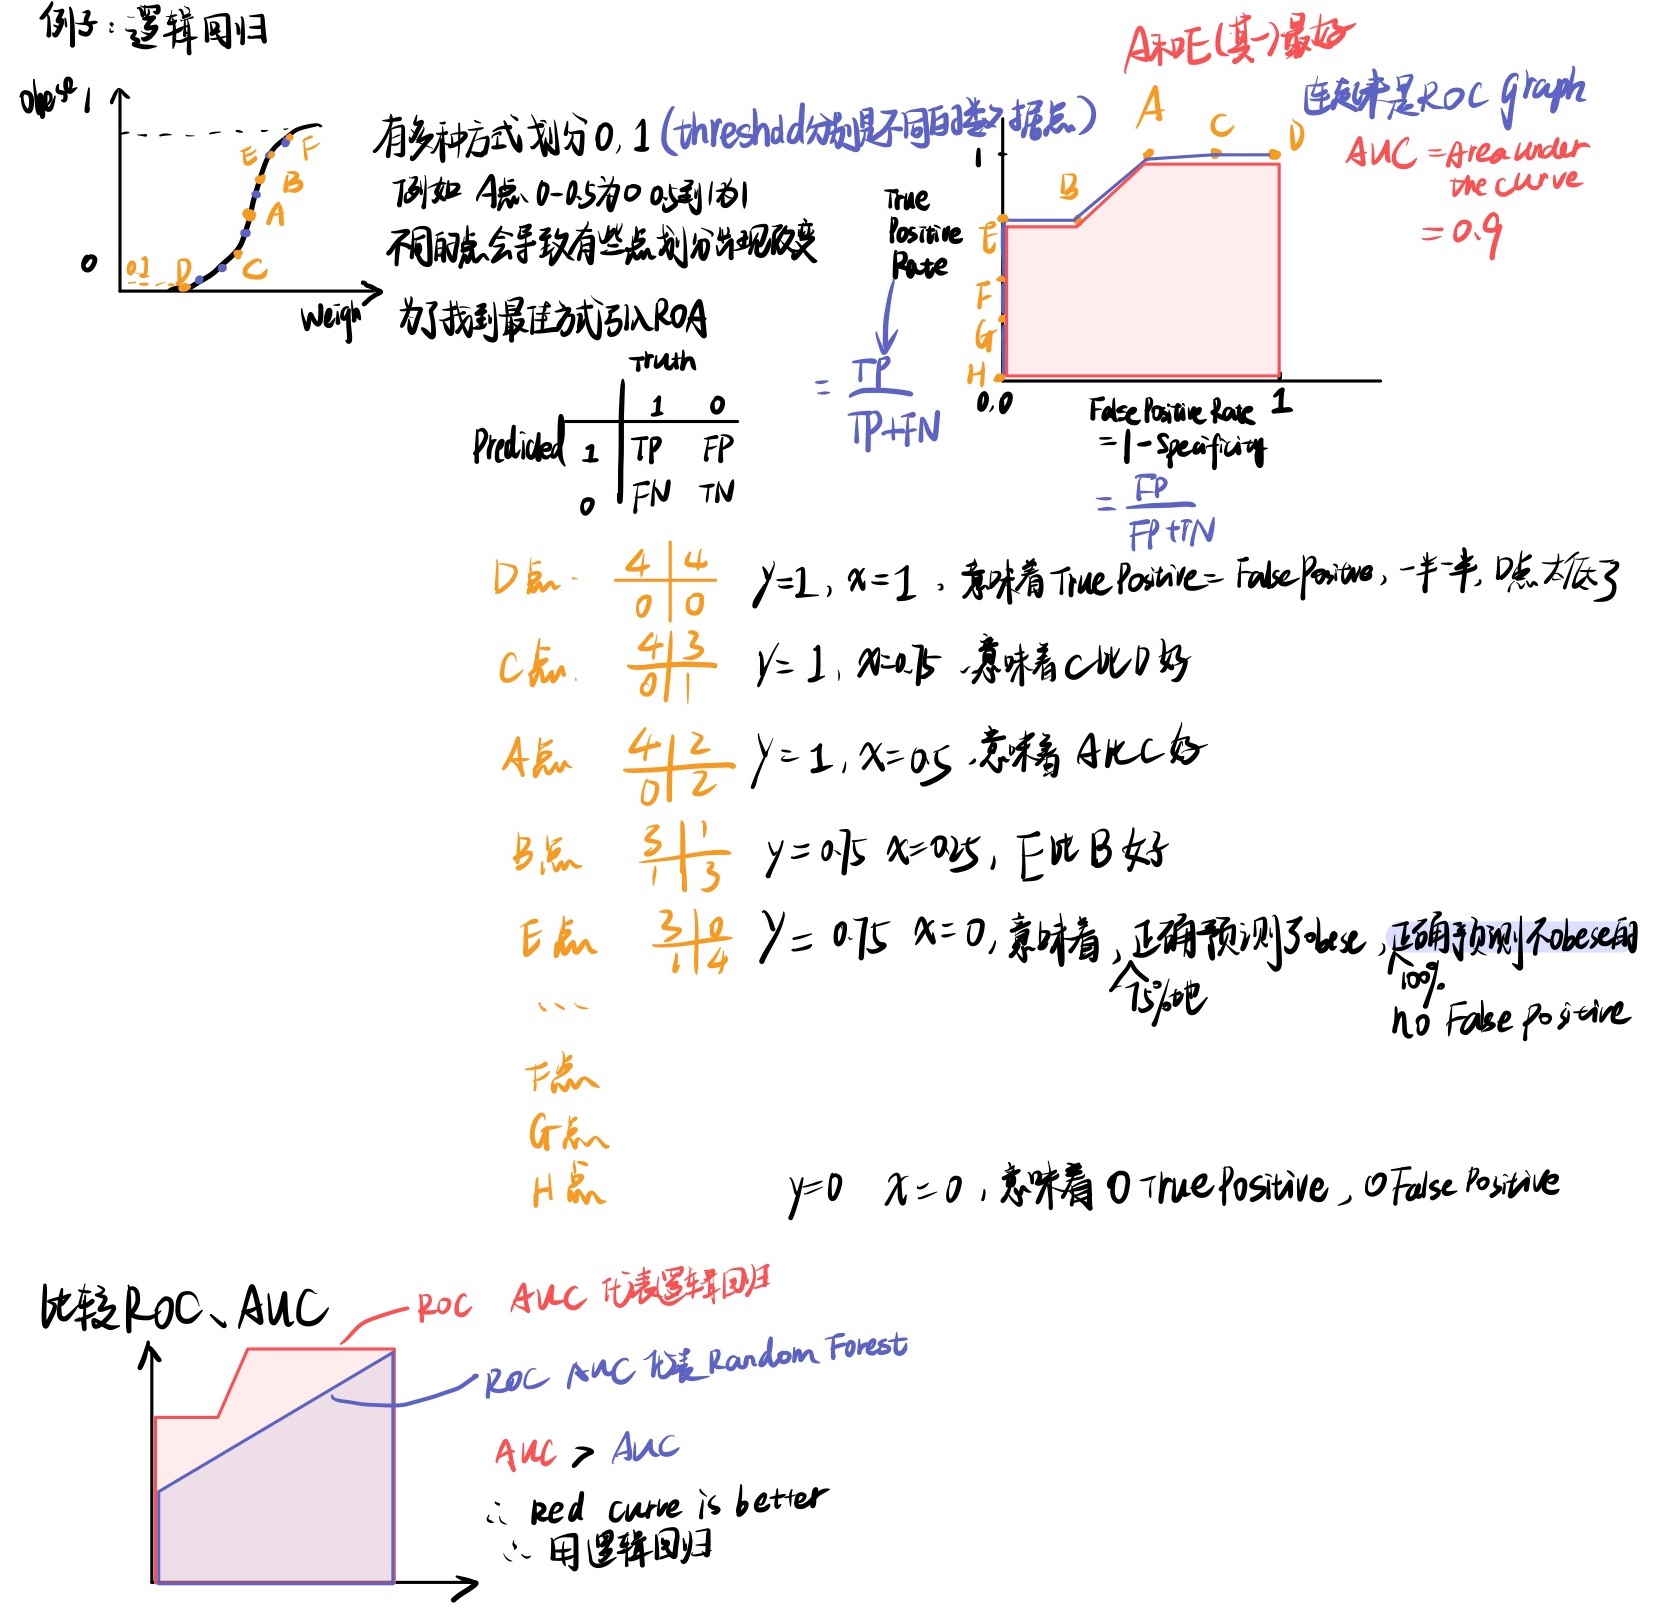 例子：逻辑回归
obese 1
E F
B
A
C
D
0.1
0
weigh
有多种方式划分0, 1 (threshold分别是不同的数据点)
例如 A点 0-0.5为0 0.5到1为1
不同的点会导致有些点划分出现改变
为了找到最佳方式引入ROA
Truth
1 0
Predicted 1 TP FP
0 FN TN
A和E(其一)最好
连起来是ROC graph
AUC = Area under
the curve
= 0.9
A C D
1
B
True
Positive
Rate
E
F
G
H
= TP
TP+FN
0,0
False Positive Rate 1
= 1 - Specificity
= FP
FP+TN
D点 4 4 y=1, x=1, 意味着True Positive = False Positive, 一半一半, D点太低了
0 0
C点 4 3 y=1, x=0.75, 意味着C比D好
0 1
A点 4 2 y=1, x=0.5, 意味着A比C好
0 2
B点 3 1 y=0.75 x=0.25, E比B好
1 3
E点 3 0 y=0.75 x=0, 意味着, 正确预测了obese, 正确预测不obese的
1 4
75%地
100%
no False Positive
...
F点
G点
H点 y=0 x=0, 意味着0 True Positive, 0 False Positive
比较ROC、AUC
ROC AUC 代表逻辑回归
ROC AUC 代表Random Forest
AUC > AUC
∴ Red curve is better
∴ 用逻辑回归